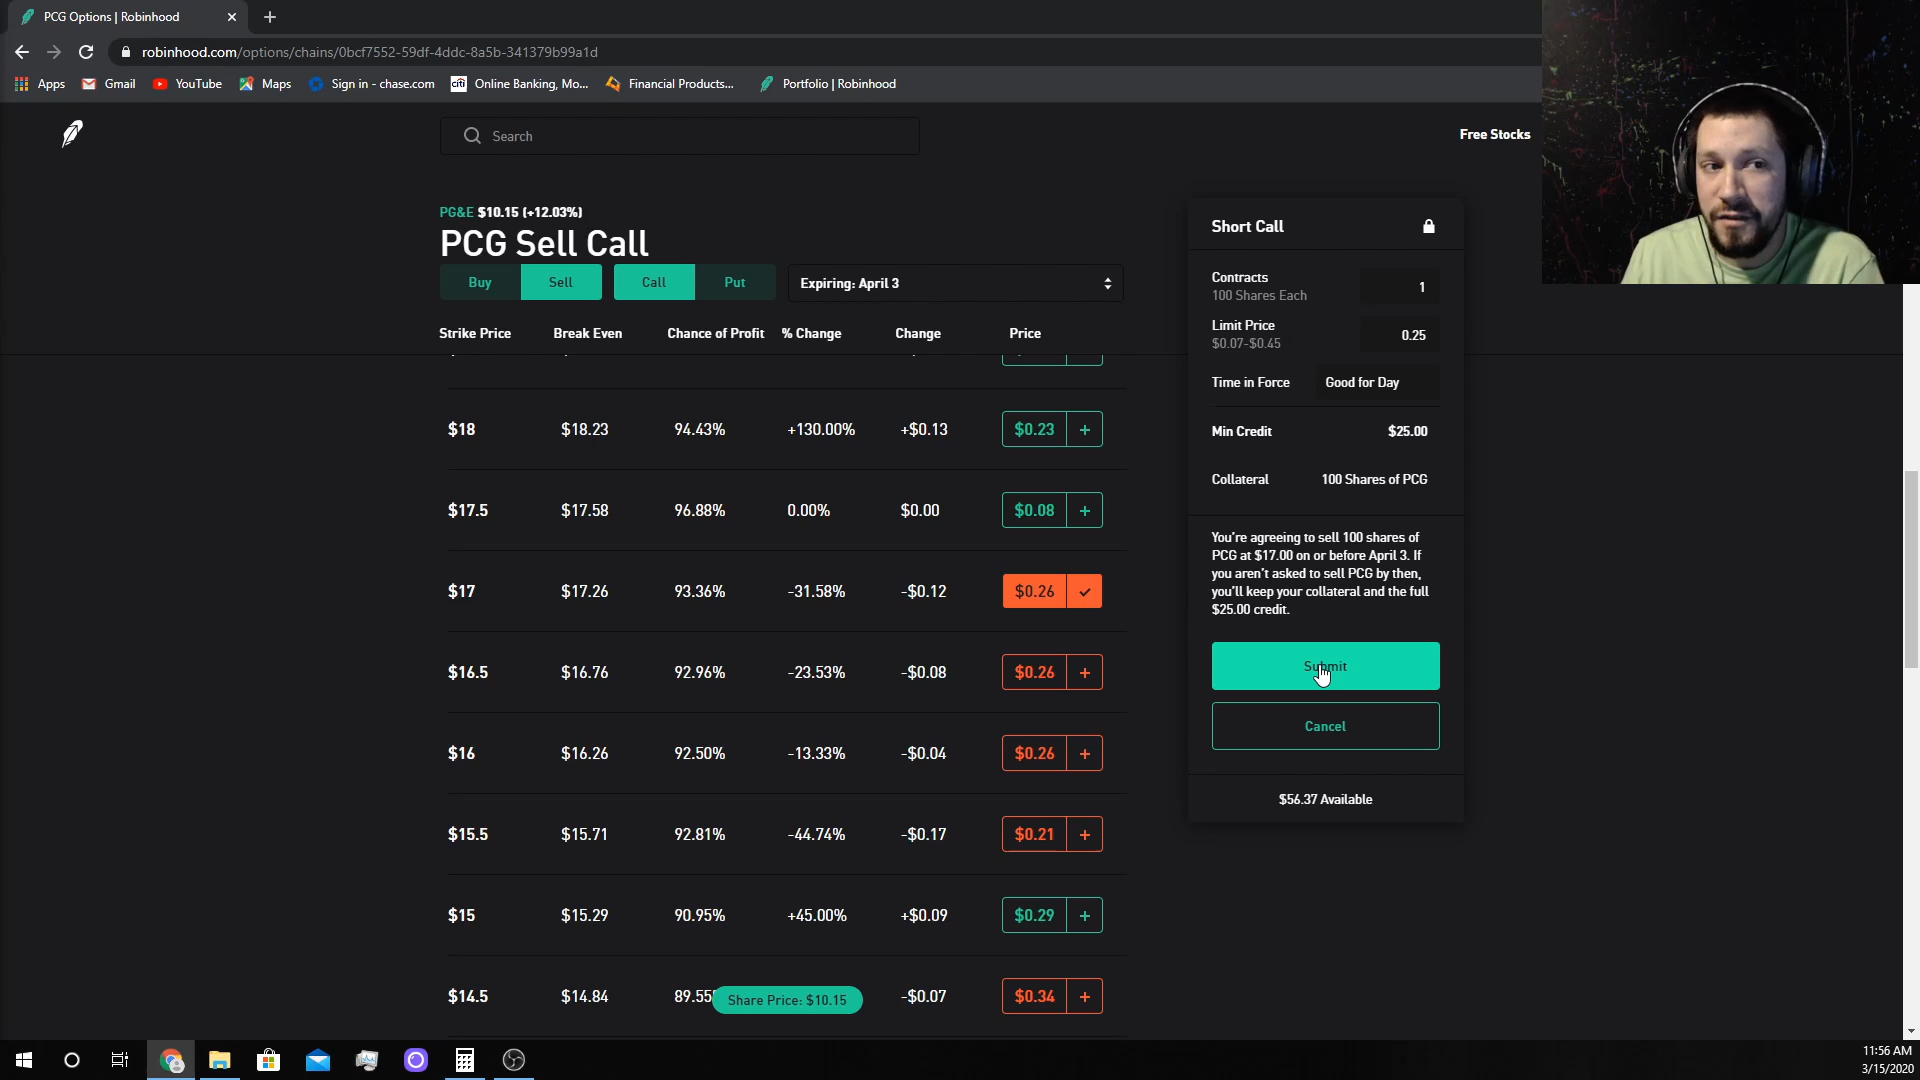 PCG Options | Robinhood
robinhood.com/options/chains/0bcf7552-59df-4ddc-8a5b-341379b99a1d
Apps Gmail YouTube Maps Sign in - chase.com citi Online Banking, Mo... Financial Products... Portfolio | Robinhood
Search
Free Stocks
PG&E $10.15 (+12.03%)
PCG Sell Call
Buy Sell Call Put Expiring: April 3
Strike Price Break Even Chance of Profit % Change Change Price
$18 $18.23 94.43% +130.00% +$0.13 $0.23 +
$17.5 $17.58 96.88% 0.00% $0.00 $0.08 +
$17 $17.26 93.36% -31.58% -$0.12 $0.26
$16.5 $16.76 92.96% -23.53% -$0.08 $0.26 +
$16 $16.26 92.50% -13.33% -$0.04 $0.26 +
$15.5 $15.71 92.81% -44.74% -$0.17 $0.21 +
$15 $15.29 90.95% +45.00% +$0.09 $0.29 +
$14.5 $14.84 89.55 -$0.07 $0.34 +
Share Price: $10.15
Short Call
Contracts 1
100 Shares Each
Limit Price 0.25
$0.07-$0.45
Time in Force Good for Day
Min Credit $25.00
Collateral 100 Shares of PCG
You're agreeing to sell 100 shares of
PCG at $17.00 on or before April 3. If
you aren't asked to sell PCG by then,
you'll keep your collateral and the full
$25.00 credit.
Submit
Cancel
$56.37 Available
11:56 AM
3/15/2020